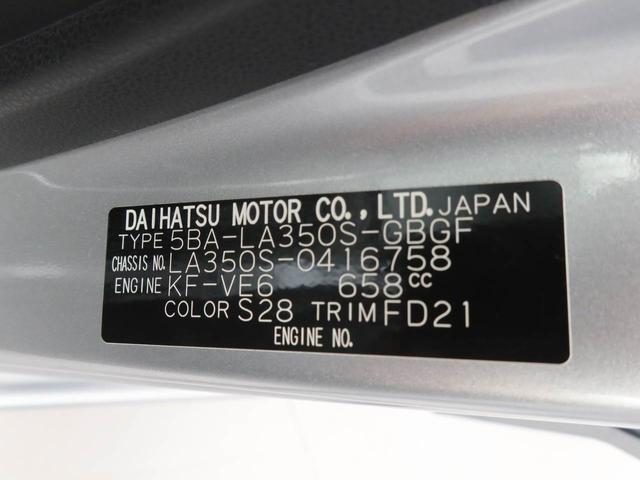 DAIHATSU MOTOR CO., LTD. JAPAN
TYPE 5BA-LA350S-GBGF
CHASSIS NO. LA350S-0416758
ENGINE KF-VE6 658cc
COLOR S28 TRIM FD21
ENGINE NO.